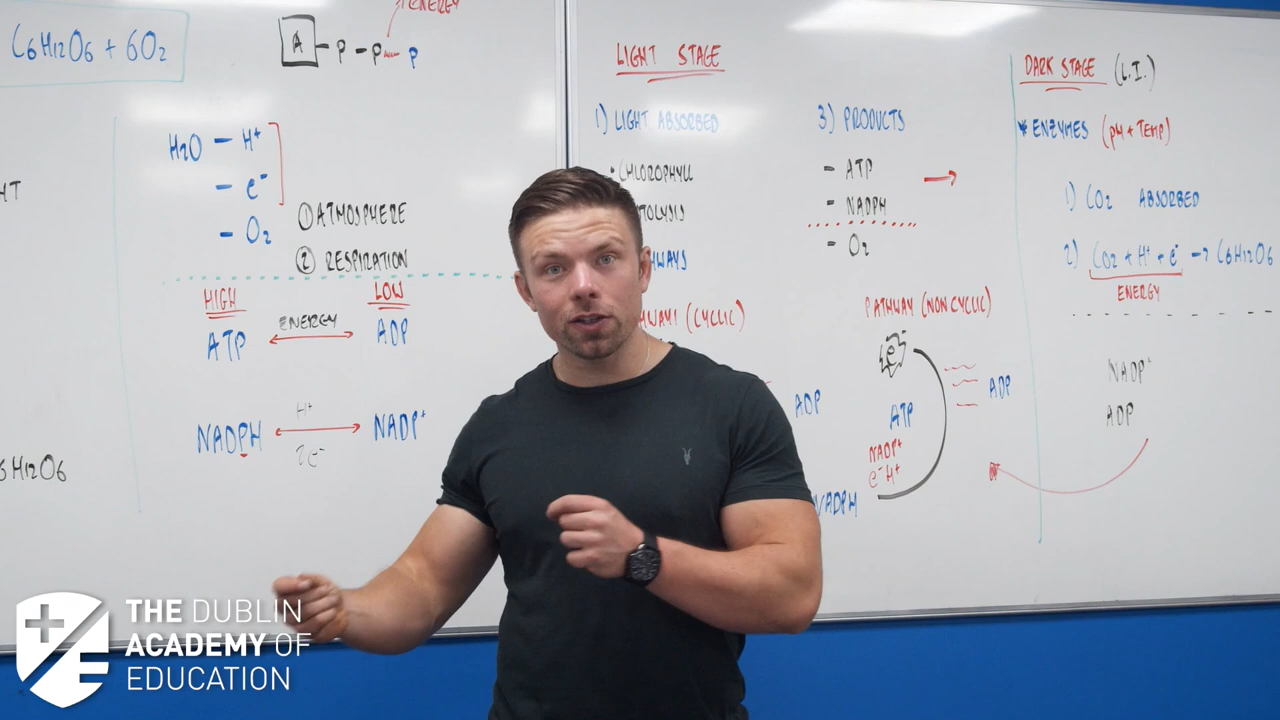 C6H12O6 + 6O2
A - P - P - P
ENERGY
H2O - H+
- e-
- O2
① ATMOSPHERE
② RESPIRATION
HIGH
LOW
ATP
ENERGY
ADP
NADPH
H+
2e-
NADP+
6H12O6
LIGHT STAGE
1) LIGHT ABSORBED
• CHLOROPHYLL
TOLYSIS
WAYS
HWAY1 (CYCLIC)
ADP
NADPH
3) PRODUCTS
- ATP
- NADPH
- O2
PATHWAY (NON CYCLIC)
e-
ATP
ADP
NADP+
e- H+
DARK STAGE (L.I.)
* ENZYMES (pH + TEMP)
1) CO2 ABSORBED
2) CO2 + H+ + e- → C6H12O6
ENERGY
NADP+
ADP
THE DUBLIN
ACADEMY OF
EDUCATION